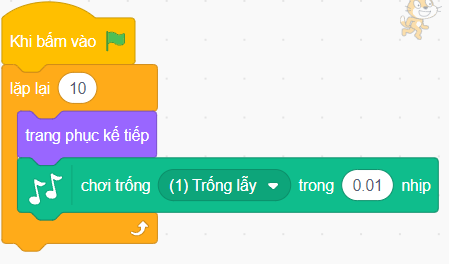 Khi bấm vào
lặp lại 10
trang phục kế tiếp
chơi trống (1) Trống lẫy trong 0.01 nhịp